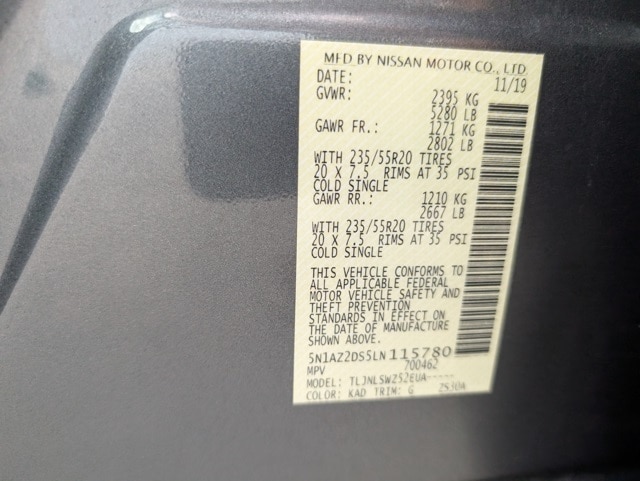 MFD BY NISSAN MOTOR CO., LTD.
DATE: 11/19
GVWR: 2395 KG
5280 LB
GAWR FR.: 1271 KG
2802 LB
WITH 235/55R20 TIRES
20 X 7.5 RIMS AT 35 PSI
COLD SINGLE
GAWR RR.: 1210 KG
2667 LB
WITH 235/55R20 TIRES
20 X 7.5 RIMS AT 35 PSI
COLD SINGLE
THIS VEHICLE CONFORMS TO
ALL APPLICABLE FEDERAL
MOTOR VEHICLE SAFETY AND
THEFT PREVENTION
STANDARDS IN EFFECT ON
THE DATE OF MANUFACTURE
SHOWN ABOVE.
5N1AZ2DS5LN115780
MPV 700462
MODEL: TLJNLSWZ52EUA-----
COLOR: KAD TRIM: G